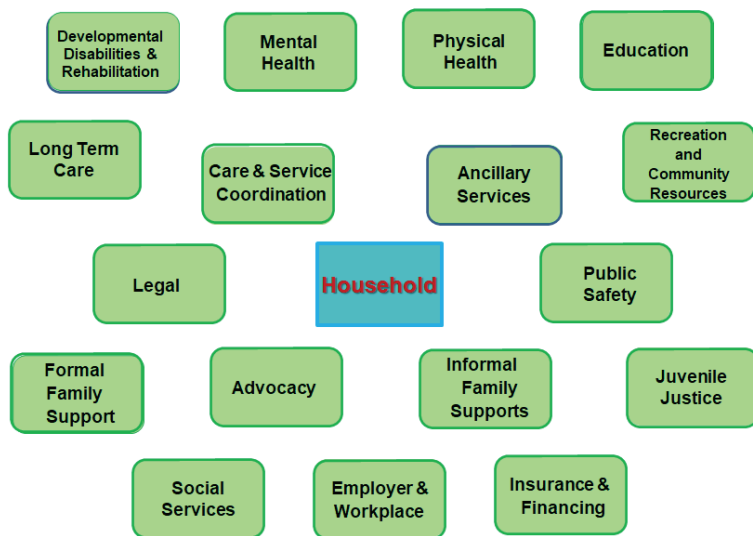 Developmental
Disabilities &
Rehabilitation
Mental
Health
Physical
Health
Education
Long Term
Care
Care & Service
Coordination
Ancillary
Services
Recreation
and
Community
Resources
Legal
Household
Public
Safety
Formal
Family
Support
Advocacy
Informal
Family
Supports
Juvenile
Justice
Social
Services
Employer &
Workplace
Insurance &
Financing